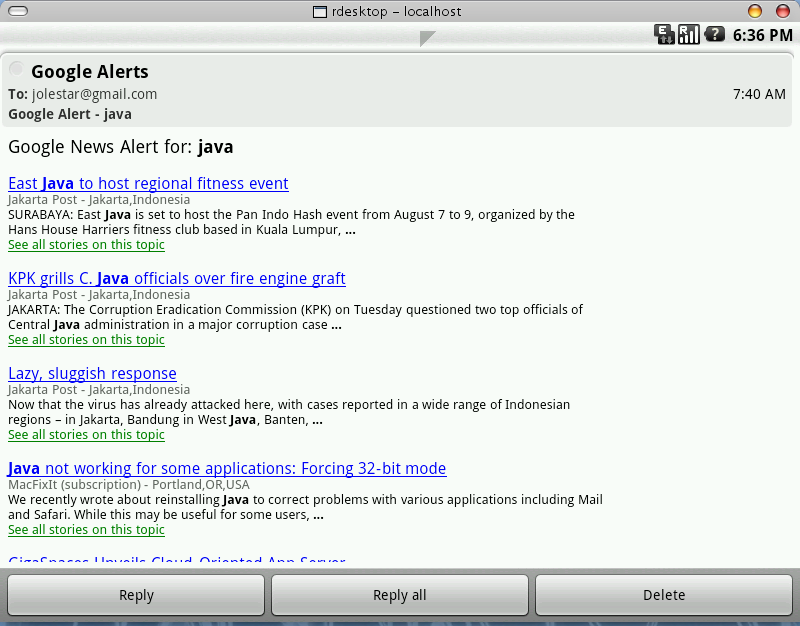 rdesktop - localhost
E R ? 6:36 PM
Google Alerts
To: jolestar@gmail.com 7:40 AM
Google Alert - java
Google News Alert for: java
East Java to host regional fitness event
Jakarta Post - Jakarta,Indonesia
SURABAYA: East Java is set to host the Pan Indo Hash event from August 7 to 9, organized by the
Hans House Harriers fitness club based in Kuala Lumpur, ...
See all stories on this topic
KPK grills C. Java officials over fire engine graft
Jakarta Post - Jakarta,Indonesia
JAKARTA: The Corruption Eradication Commission (KPK) on Tuesday questioned two top officials of
Central Java administration in a major corruption case ...
See all stories on this topic
Lazy, sluggish response
Jakarta Post - Jakarta,Indonesia
Now that the virus has already attacked here, with cases reported in a wide range of Indonesian
regions – in Jakarta, Bandung in West Java, Banten, ...
See all stories on this topic
Java not working for some applications: Forcing 32-bit mode
MacFixIt (subscription) - Portland,OR,USA
We recently wrote about reinstalling Java to correct problems with various applications including Mail
and Safari. While this may be useful for some users, ...
See all stories on this topic
GigaSpaces Unveils Cloud-Oriented App Server
Reply
Reply all
Delete